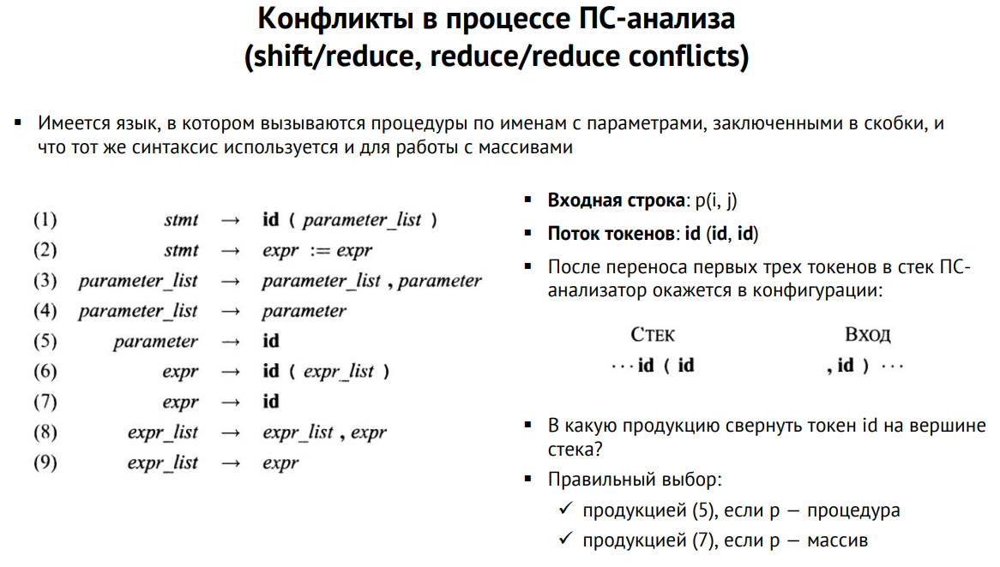 Конфликты в процессе ПС-анализа
(shift/reduce, reduce/reduce conflicts)
▪ Имеется язык, в котором вызываются процедуры по именам с параметрами, заключенными в скобки, и
что тот же синтаксис используется и для работы с массивами
(1) stmt → id ( parameter_list )
(2) stmt → expr := expr
(3) parameter_list → parameter_list , parameter
(4) parameter_list → parameter
(5) parameter → id
(6) expr → id ( expr_list )
(7) expr → id
(8) expr_list → expr_list , expr
(9) expr_list → expr
▪ Входная строка: p(i, j)
▪ Поток токенов: id (id, id)
▪ После переноса первых трех токенов в стек ПС-
анализатор окажется в конфигурации:
СТЕК ВХОД
··· id ( id , id ) ···
▪ В какую продукцию свернуть токен id на вершине
стека?
▪ Правильный выбор:
✓ продукцией (5), если p — процедура
✓ продукцией (7), если p — массив